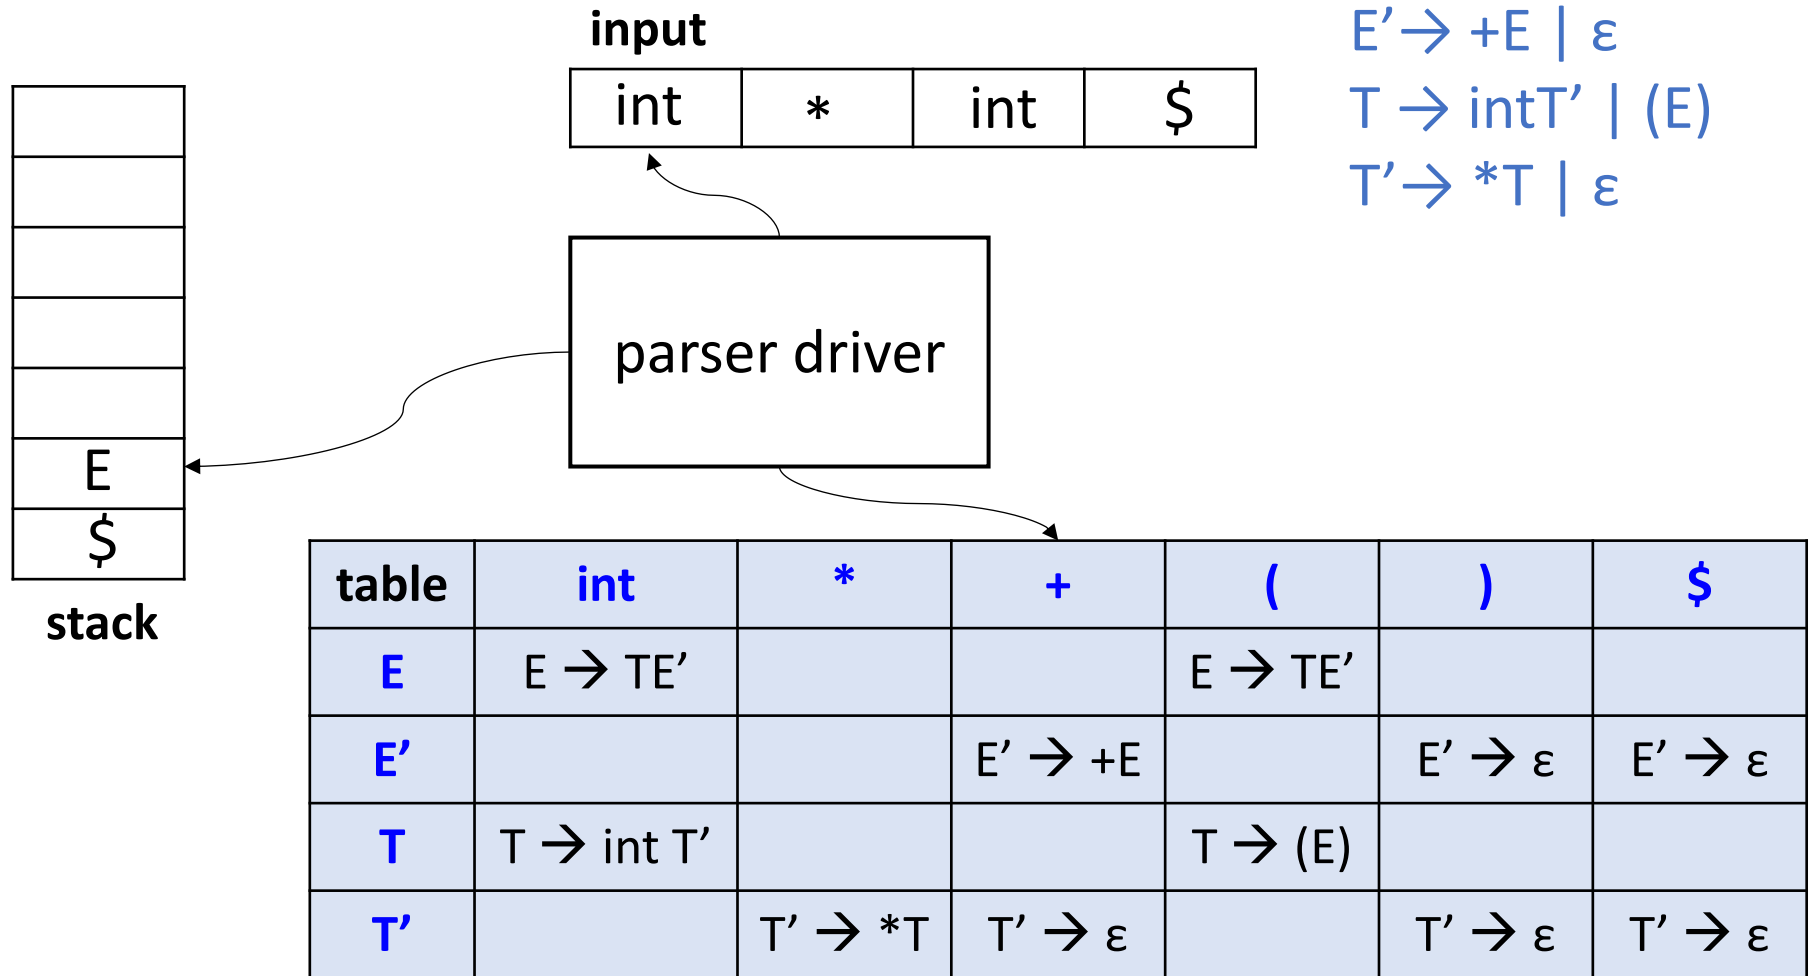 input
int * int $
E’→ +E | ε
T → intT’ | (E)
T’→ *T | ε
parser driver
E
$
stack
table int * + ( ) $
E E → TE’ E → TE’
E’ E’ → +E E’ → ε E’ → ε
T T → int T’ T → (E)
T’ T’ → *T T’ → ε T’ → ε T’ → ε